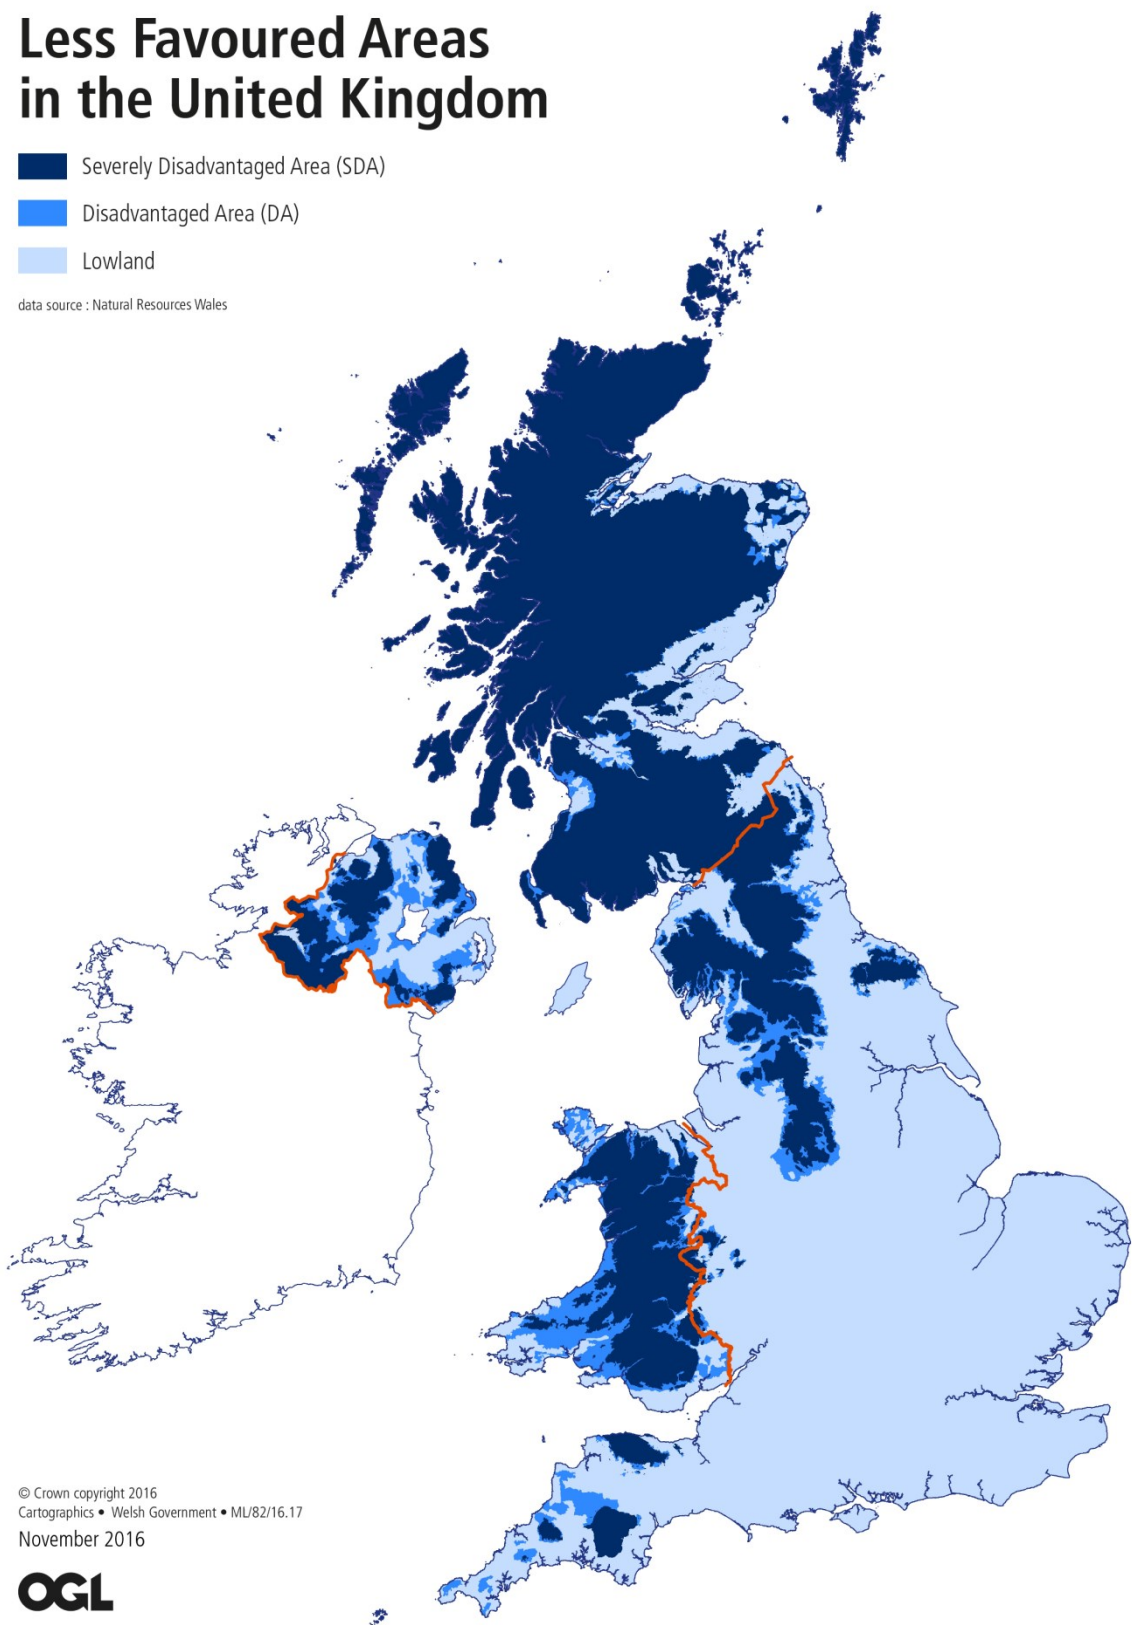 Less Favoured Areas
in the United Kingdom
Severely Disadvantaged Area (SDA)
Disadvantaged Area (DA)
Lowland
data source : Natural Resources Wales
© Crown copyright 2016
Cartographics • Welsh Government • ML/82/16.17
November 2016
OGL